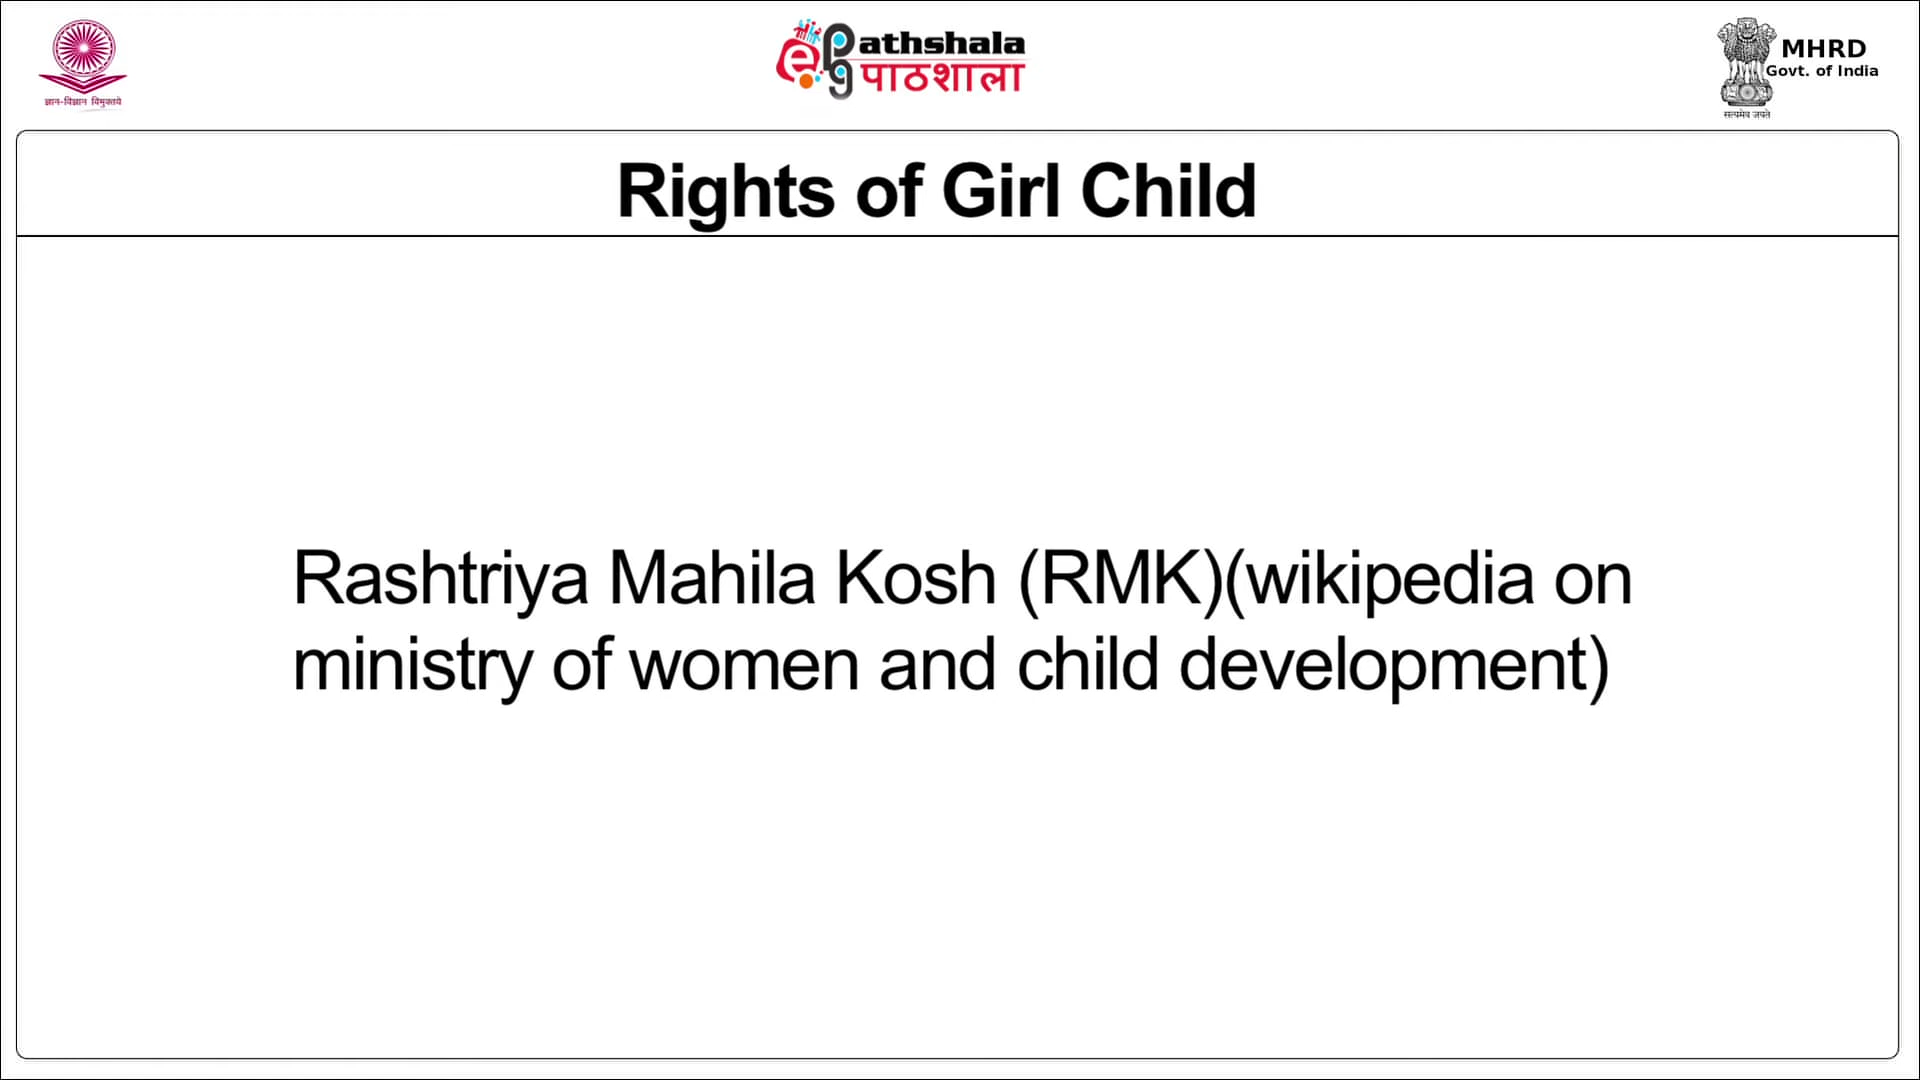 ज्ञान-विज्ञान विमुक्तये
e pg athshala
पाठशाला
MHRD
Govt. of India
सत्यमेव जयते
Rights of Girl Child
Rashtriya Mahila Kosh (RMK)(wikipedia on
ministry of women and child development)